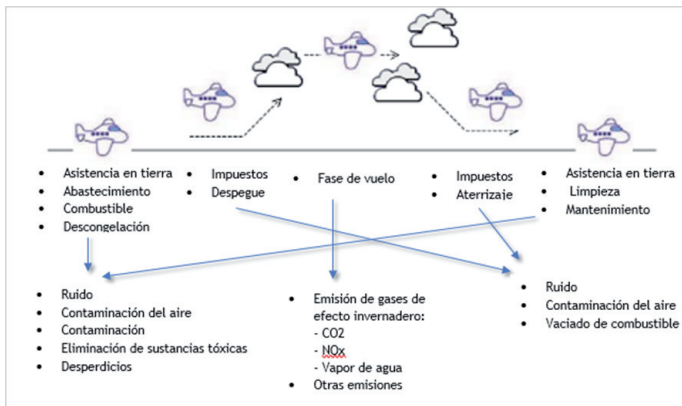 • Asistencia en tierra
• Abastecimiento
• Combustible
• Descongelación
• Impuestos
• Despegue
• Fase de vuelo
• Impuestos
• Aterrizaje
• Asistencia en tierra
• Limpieza
• Mantenimiento
• Ruido
• Contaminación del aire
• Contaminación
• Eliminación de sustancias tóxicas
• Desperdicios
• Emisión de gases de
efecto invernadero:
- CO2
- NOx
- Vapor de agua
• Otras emisiones
• Ruido
• Contaminación del aire
• Vaciado de combustible